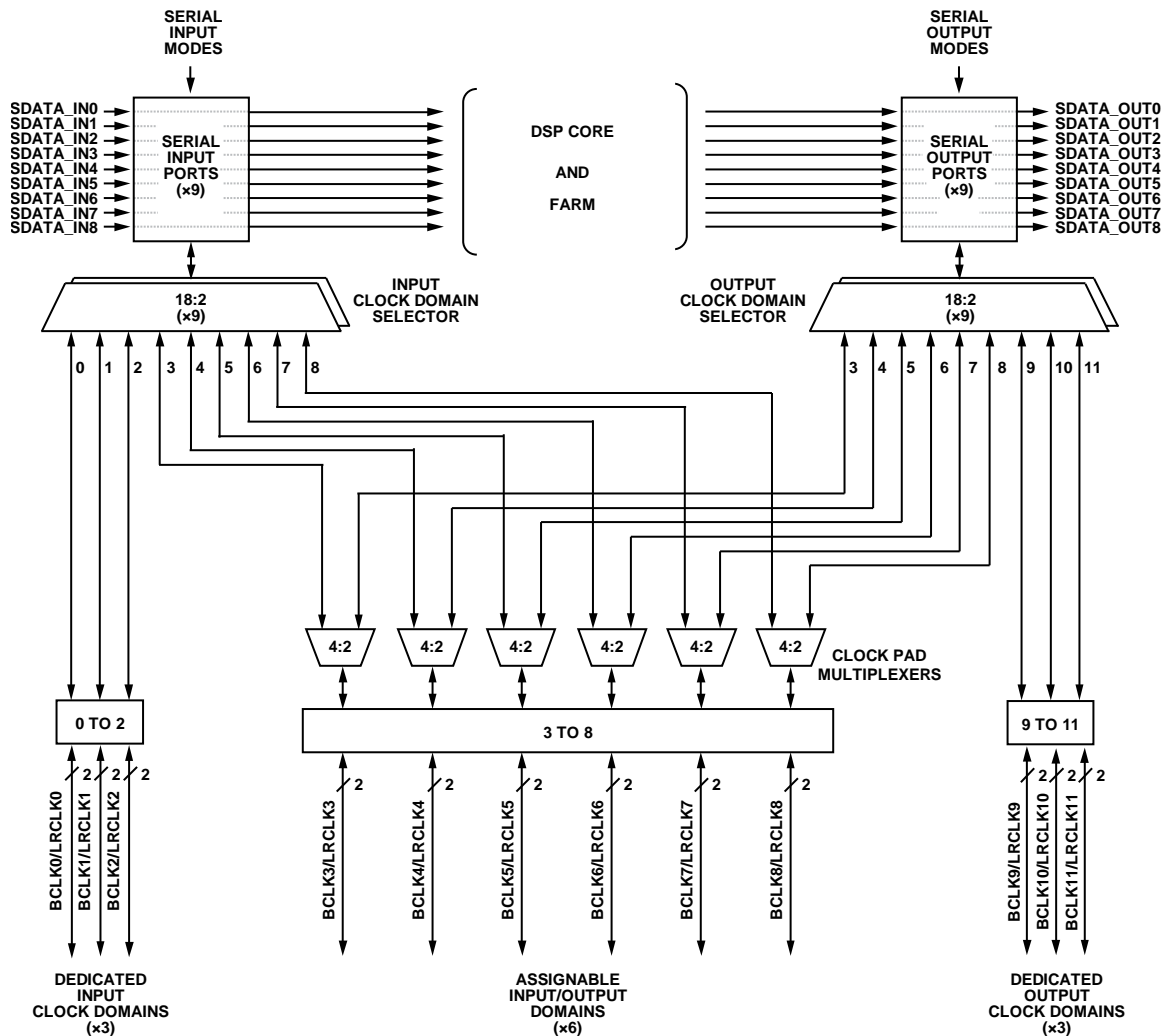 SERIAL
INPUT
MODES
SERIAL
OUTPUT
MODES
SDATA_IN0
SDATA_IN1
SDATA_IN2
SDATA_IN3
SDATA_IN4
SDATA_IN5
SDATA_IN6
SDATA_IN7
SDATA_IN8
SERIAL
INPUT
PORTS
(×9)
DSP CORE
AND
FARM
SERIAL
OUTPUT
PORTS
(×9)
SDATA_OUT0
SDATA_OUT1
SDATA_OUT2
SDATA_OUT3
SDATA_OUT4
SDATA_OUT5
SDATA_OUT6
SDATA_OUT7
SDATA_OUT8
18:2
(×9)
INPUT
CLOCK DOMAIN
SELECTOR
OUTPUT
CLOCK DOMAIN
SELECTOR
18:2
(×9)
0 1 2 3 4 5 6 7 8
3 4 5 6 7 8 9 10 11
4:2 4:2 4:2 4:2 4:2 4:2
CLOCK PAD
MULTIPLEXERS
0 TO 2
3 TO 8
9 TO 11
2 2 2
2 2 2 2 2 2
2 2 2
BCLK0/LRCLK0
BCLK1/LRCLK1
BCLK2/LRCLK2
BCLK3/LRCLK3
BCLK4/LRCLK4
BCLK5/LRCLK5
BCLK6/LRCLK6
BCLK7/LRCLK7
BCLK8/LRCLK8
BCLK9/LRCLK9
BCLK10/LRCLK10
BCLK11/LRCLK11
DEDICATED
INPUT
CLOCK DOMAINS
(×3)
ASSIGNABLE
INPUT/OUTPUT
DOMAINS
(×6)
DEDICATED
OUTPUT
CLOCK DOMAINS
(×3)